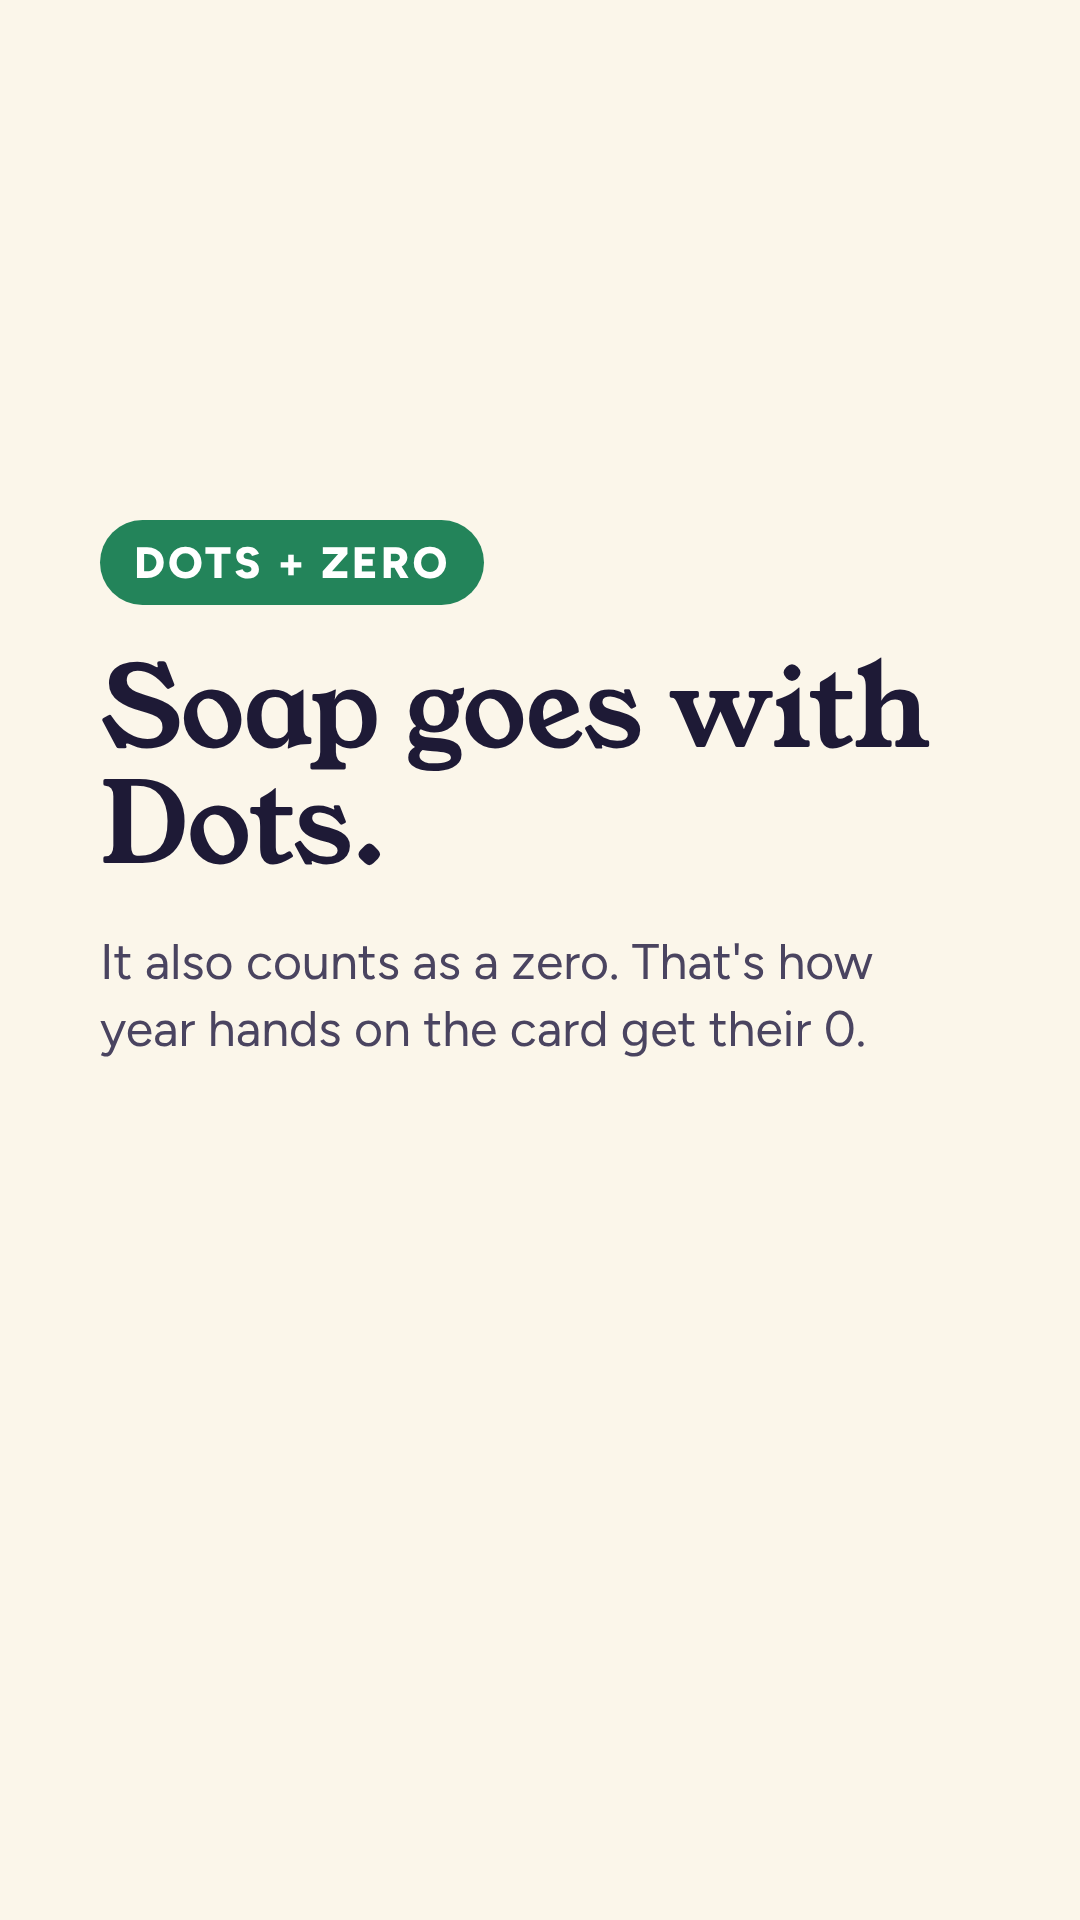 DOTS + ZERO
Soap goes with
Dots.
It also counts as a zero. That's how
year hands on the card get their 0.